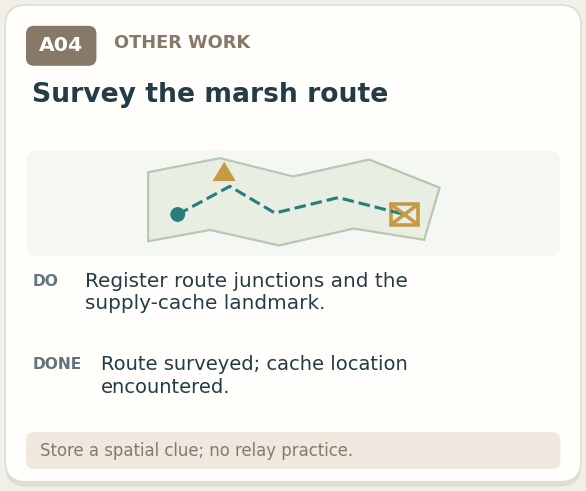 A04 OTHER WORK
Survey the marsh route
DO Register route junctions and the
supply-cache landmark.
DONE Route surveyed; cache location
encountered.
Store a spatial clue; no relay practice.